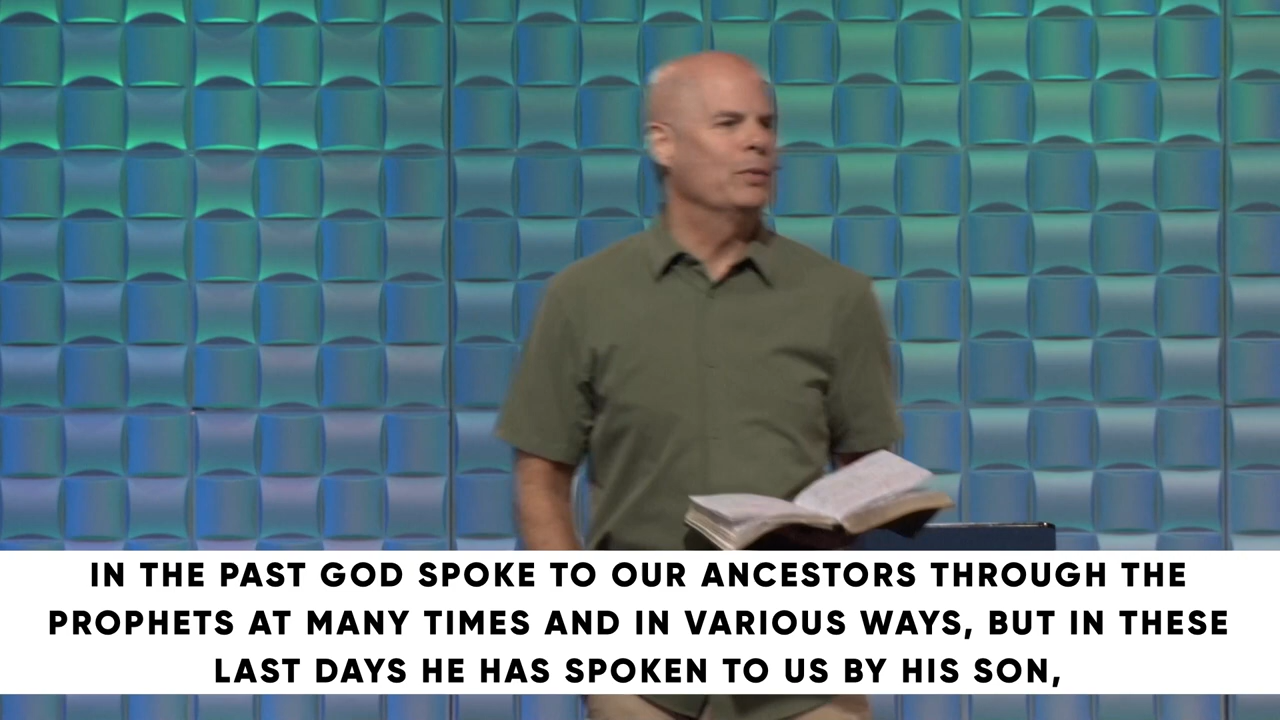 IN THE PAST GOD SPOKE TO OUR ANCESTORS THROUGH THE
PROPHETS AT MANY TIMES AND IN VARIOUS WAYS, BUT IN THESE
LAST DAYS HE HAS SPOKEN TO US BY HIS SON,